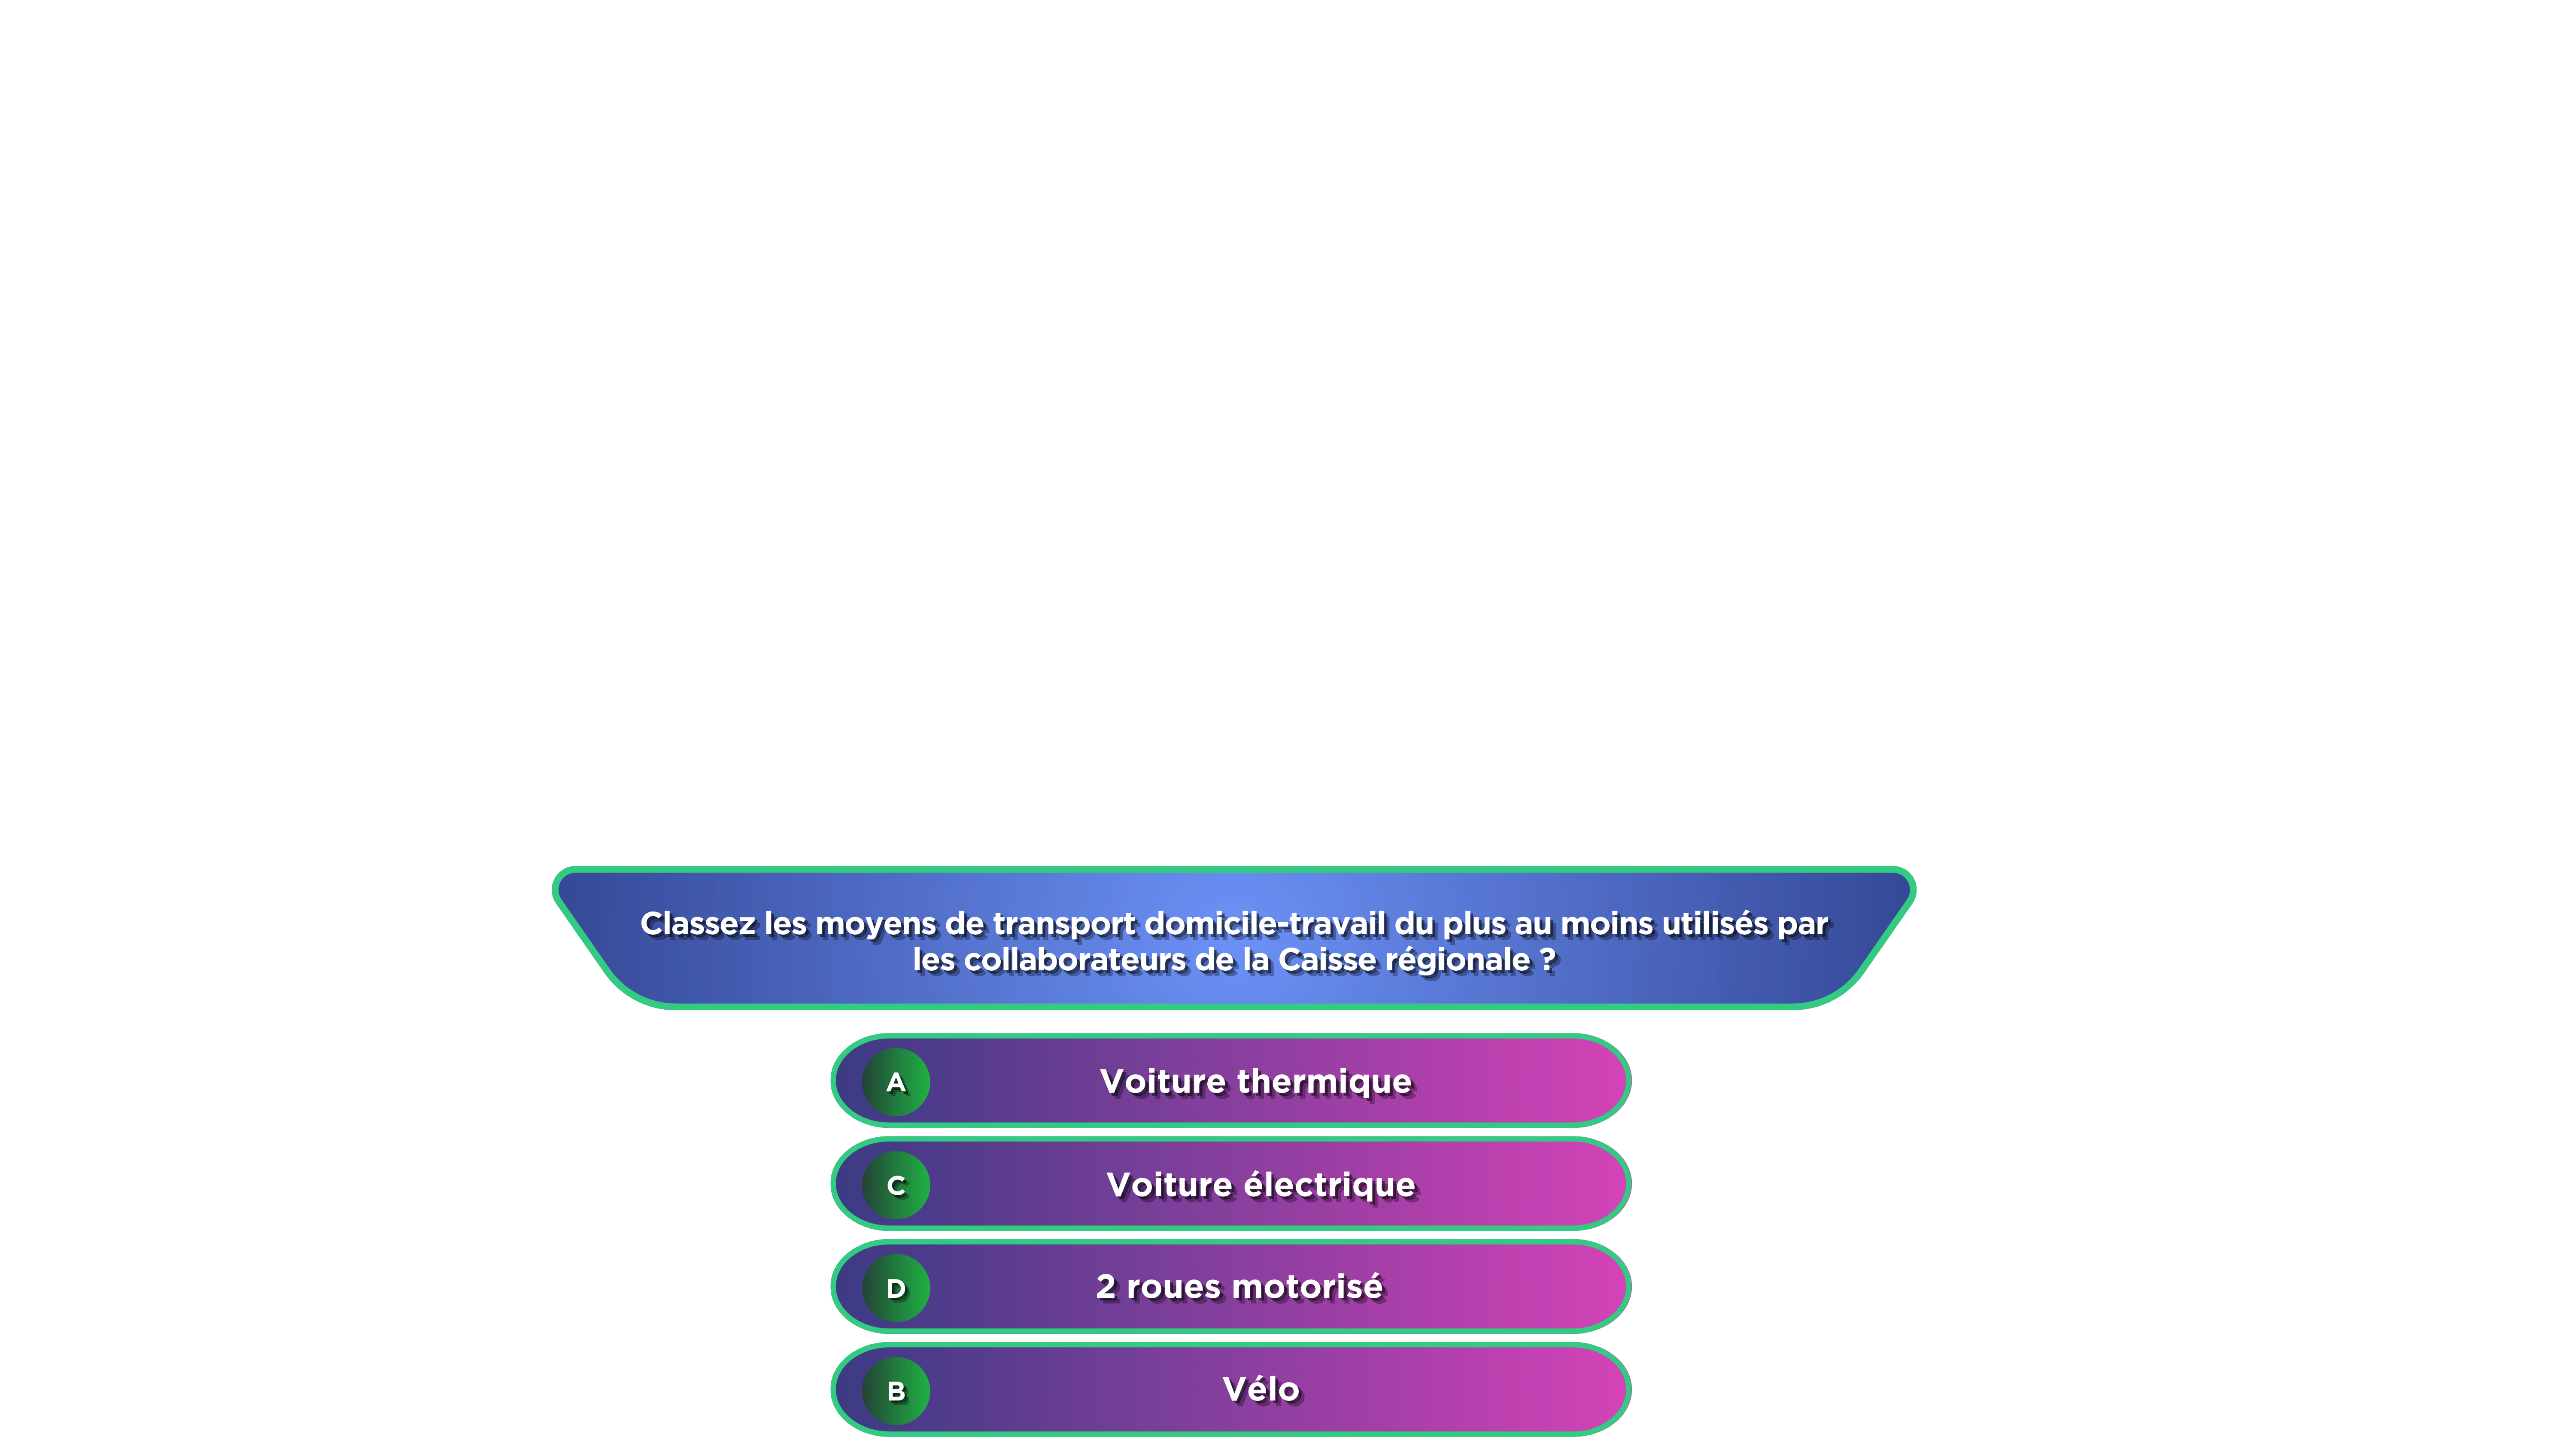 Classez les moyens de transport domicile-travail du plus au moins utilisés par
les collaborateurs de la Caisse régionale ?
A Voiture thermique
C Voiture électrique
D 2 roues motorisé
B Vélo